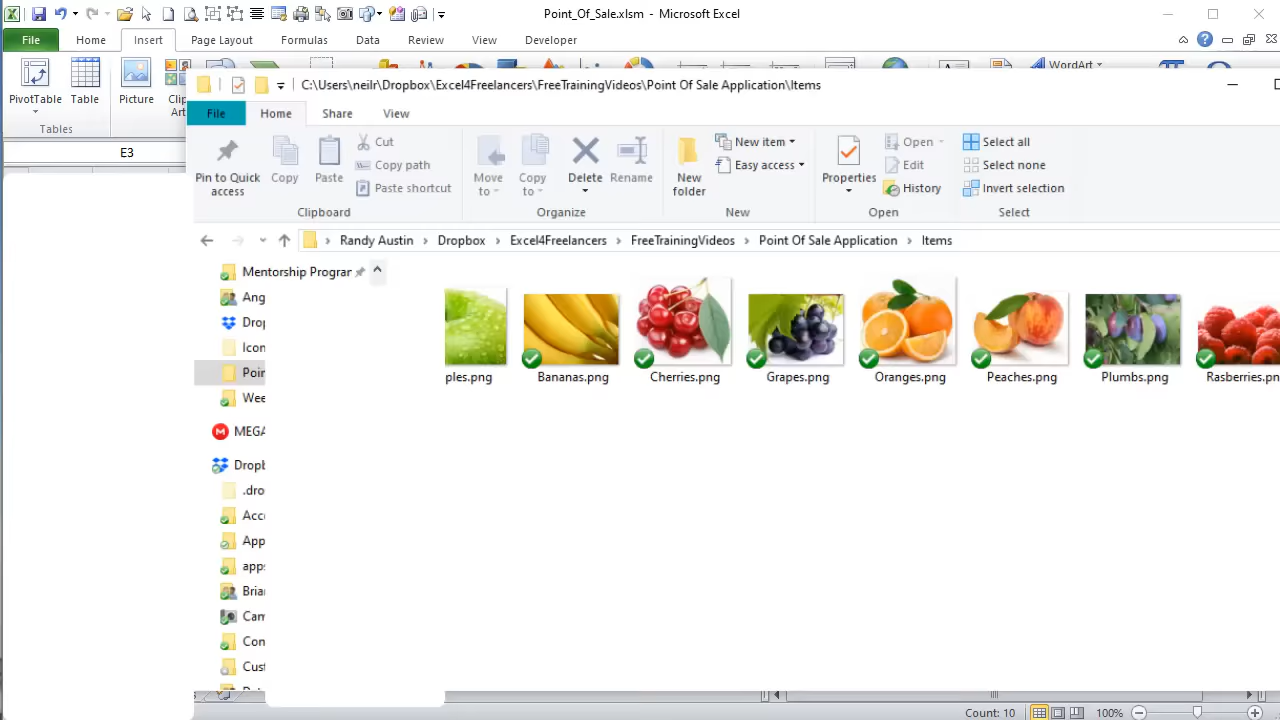 Point_Of_Sale.xlsm - Microsoft Excel
File Home Insert Page Layout Formulas Data Review View Developer
PivotTable Table Picture Clip Art
WordArt
Tables
E3
C:\Users\neilr\Dropbox\Excel4Freelancers\FreeTrainingVideos\Point Of Sale Application\Items
File Home Share View
Pin to Quick access
Copy
Paste
Cut
Copy path
Paste shortcut
Clipboard
Move to
Copy to
Delete
Rename
Organize
New folder
New item
Easy access
New
Properties
Open
Edit
History
Open
Select all
Select none
Invert selection
Select
Randy Austin > Dropbox > Excel4Freelancers > FreeTrainingVideos > Point Of Sale Application > Items
Mentorship Prograr
Ang
Drop
Icon
Poin
Wee
MEGA
Dropb
.dro
Acc
App
apps
Bria
Cam
Con
Cust
ples.png Bananas.png Cherries.png Grapes.png Oranges.png Peaches.png Plumbs.png Rasberries.pn
Count: 10 100%